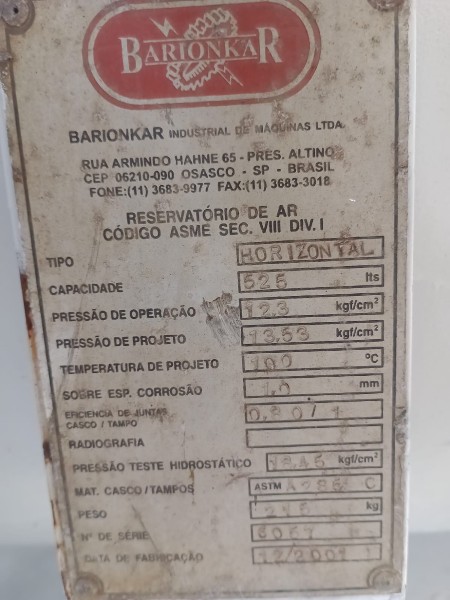 BARIONKAR
BARIONKAR INDUSTRIAL DE MÁQUINAS LTDA.
RUA ARMINDO HAHNE 65 - PRES. ALTINO
CEP 06210-090 OSASCO - SP - BRASIL
FONE:(11) 3683-9977 FAX:(11) 3683-3018
RESERVATÓRIO DE AR
CÓDIGO ASME SEC. VIII DIV. I
TIPO HORIZONTAL
CAPACIDADE 525 lts
PRESSÃO DE OPERAÇÃO 12.3 kgf/cm²
PRESSÃO DE PROJETO 13.53 kgf/cm²
TEMPERATURA DE PROJETO 100 °C
SOBRE ESP. CORROSÃO mm
EFICIENCIA DE JUNTAS
CASCO / TAMPO 0.80/1
RADIOGRAFIA
PRESSÃO TESTE HIDROSTÁTICO kgf/cm²
MAT. CASCO / TAMPOS ASTM C
PESO kg
Nº DE SÉRIE
DATA DE FABRICAÇÃO 12/2001